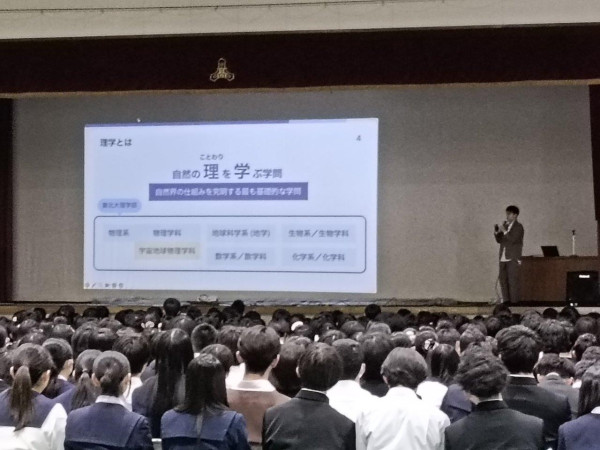 理学とは
4
ことわり
自然の 理 を 学 ぶ学問
自然界の仕組みを究明する最も基礎的な学問
東北大理学部
物理系 物理学科 地球科学系 (地学) 生物系／生物学科
宇宙地球物理学科 数学系／数学科 化学系／化学科